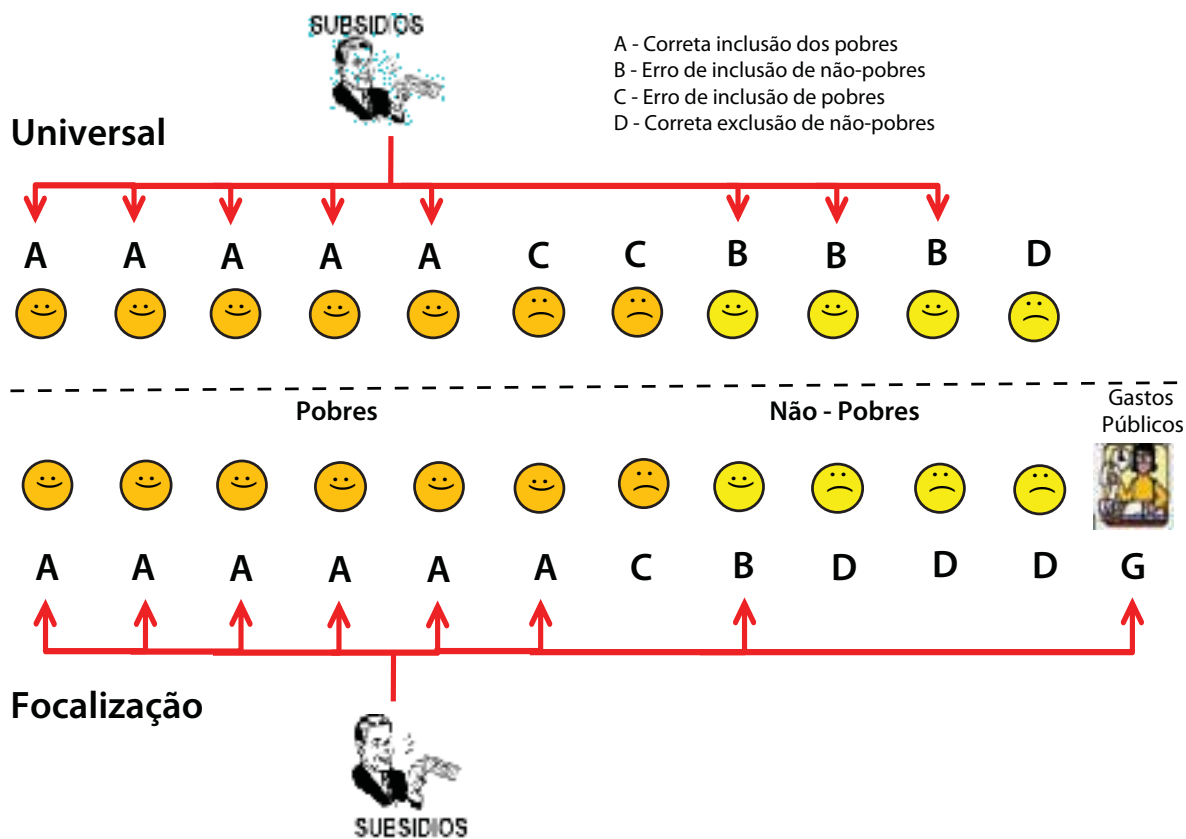 SUBSIDIOS
A - Correta inclusão dos pobres
B - Erro de inclusão de não-pobres
C - Erro de inclusão de pobres
D - Correta exclusão de não-pobres
Universal
A A A A A C C B B B D
Pobres
Não - Pobres
Gastos
Públicos
A A A A A A C B D D D G
Focalização
SUESIDIOS